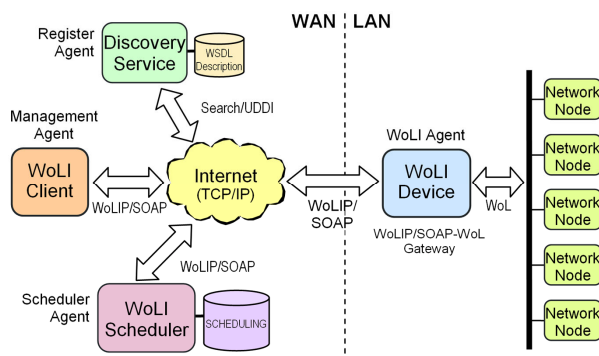 WAN LAN
Register
Agent
Discovery
Service
WSDL
Description
Search/UDDI
Management
Agent
WoLI
Client
WoLIP/SOAP
Internet
(TCP/IP)
WoLIP/
SOAP
WoLI Agent
WoLI
Device
WoL
WoLIP/SOAP-WoL
Gateway
WoLIP/SOAP
Scheduler
Agent
WoLI
Scheduler
SCHEDULING
Network
Node
Network
Node
Network
Node
Network
Node
Network
Node